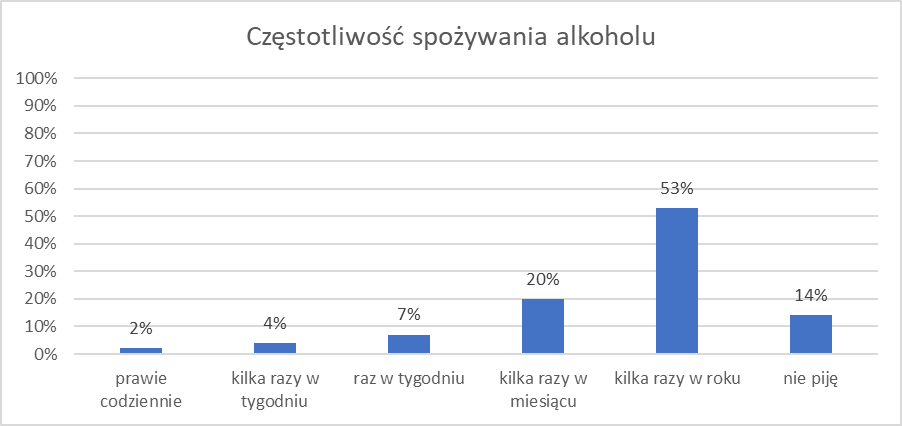 Częstotliwość spożywania alkoholu
100%
90%
80%
70%
60%
50%
40%
30%
20%
10%
0%
2%
4%
7%
20%
53%
14%
prawie
codziennie
kilka razy w
tygodniu
raz w tygodniu
kilka razy w
miesiącu
kilka razy w roku
nie piję